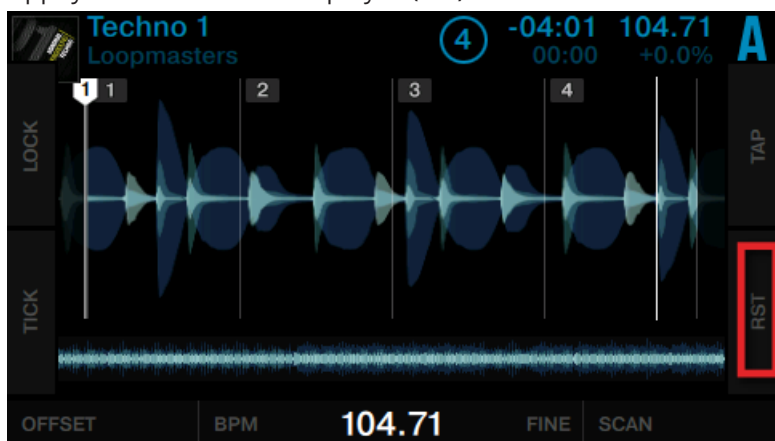 Techno 1
Loopmasters
4
-04:01
00:00
104.71
+0.0%
A
LOCK
TICK
TAP
RST
1 1 2 3 4
OFFSET BPM 104.71 FINE SCAN